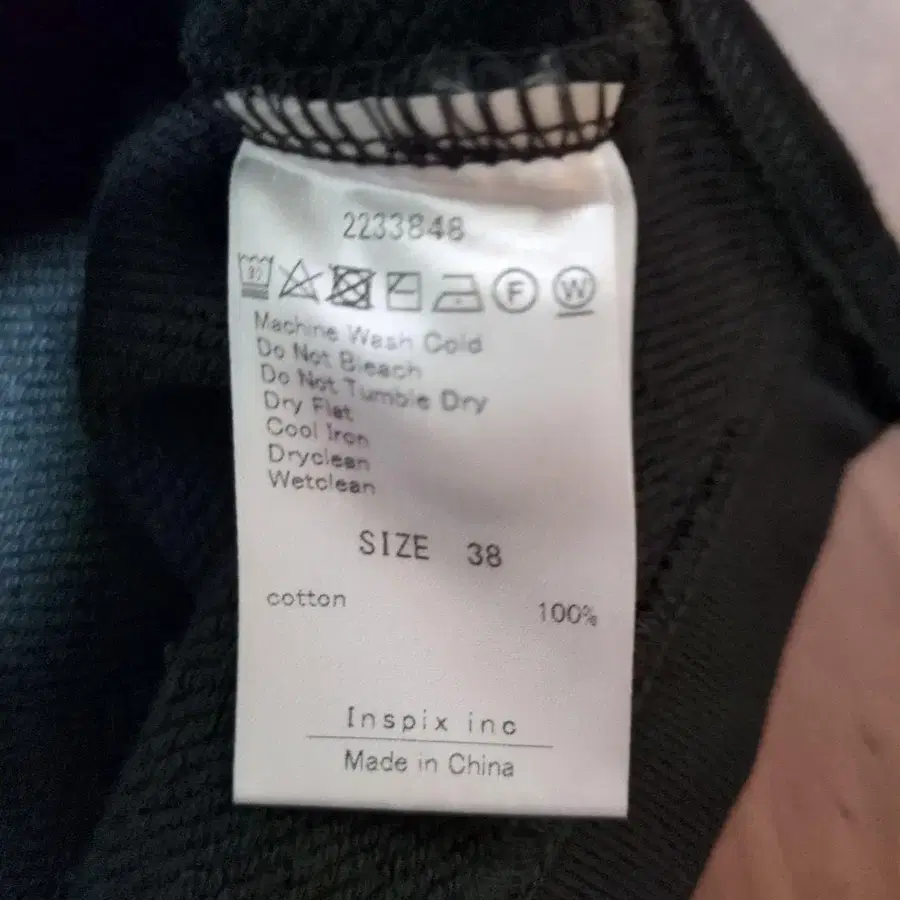 2233848
F W
Machine Wash Cold
Do Not Bleach
Do Not Tumble Dry
Dry Flat
Cool Iron
Dryclean
Wetclean
SIZE 38
cotton 100%
Inspix inc
Made in China